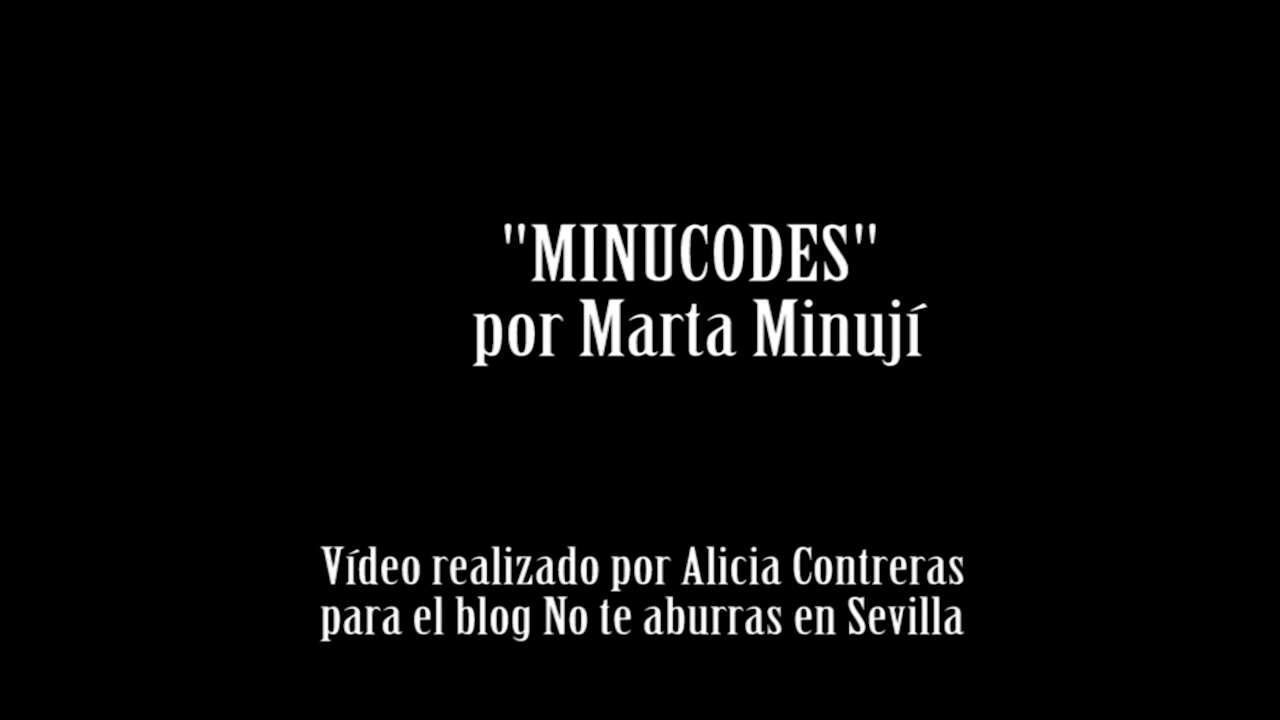 "MINUCODES"
por Marta Minují
Vídeo realizado por Alicia Contreras
para el blog No te aburras en Sevilla